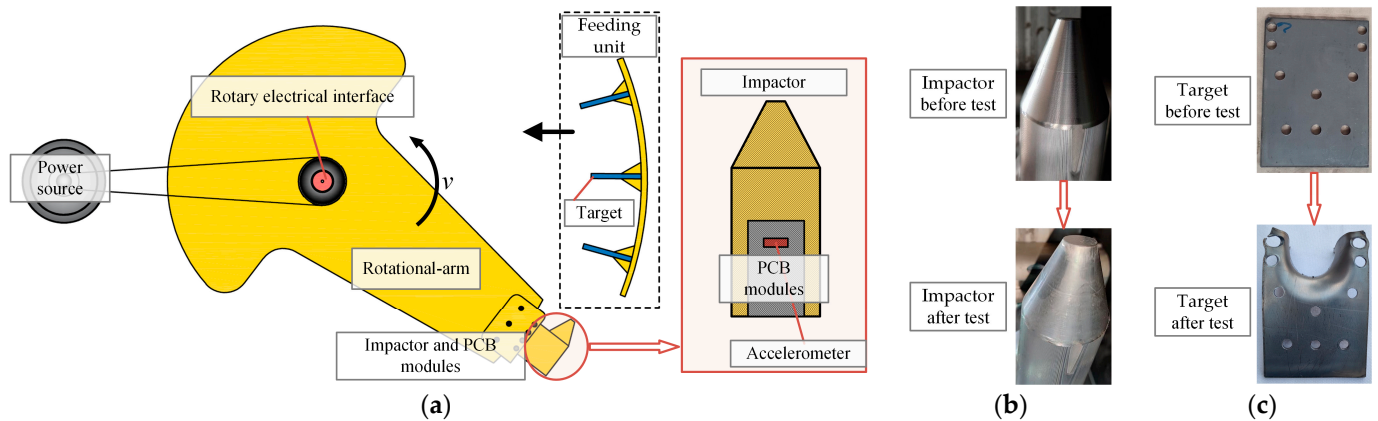 Feeding
unit
Rotary electrical interface
Power
source
v
Target
Rotational-arm
Impactor and PCB
modules
Impactor
PCB
modules
Accelerometer
(a)
Impactor
before test
Impactor
after test
(b)
Target
before test
Target
after test
(c)